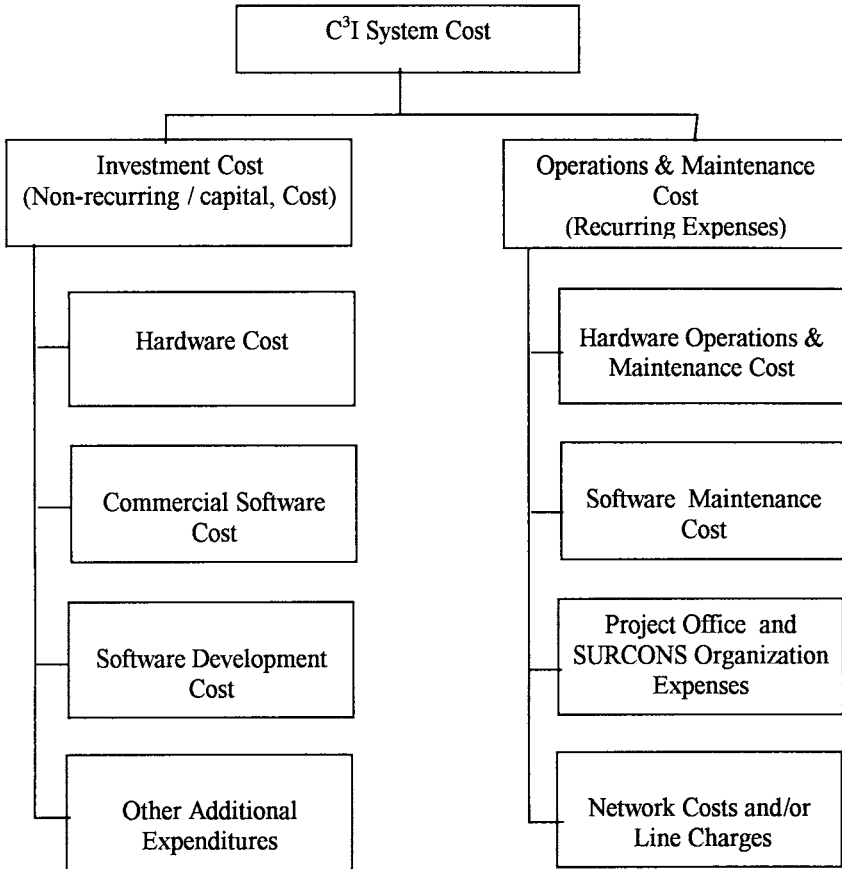 C³I System Cost
Investment Cost
(Non-recurring / capital, Cost)
Hardware Cost
Commercial Software
Cost
Software Development
Cost
Other Additional
Expenditures
Operations & Maintenance
Cost
(Recurring Expenses)
Hardware Operations &
Maintenance Cost
Software Maintenance
Cost
Project Office and
SURCONS Organization
Expenses
Network Costs and/or
Line Charges